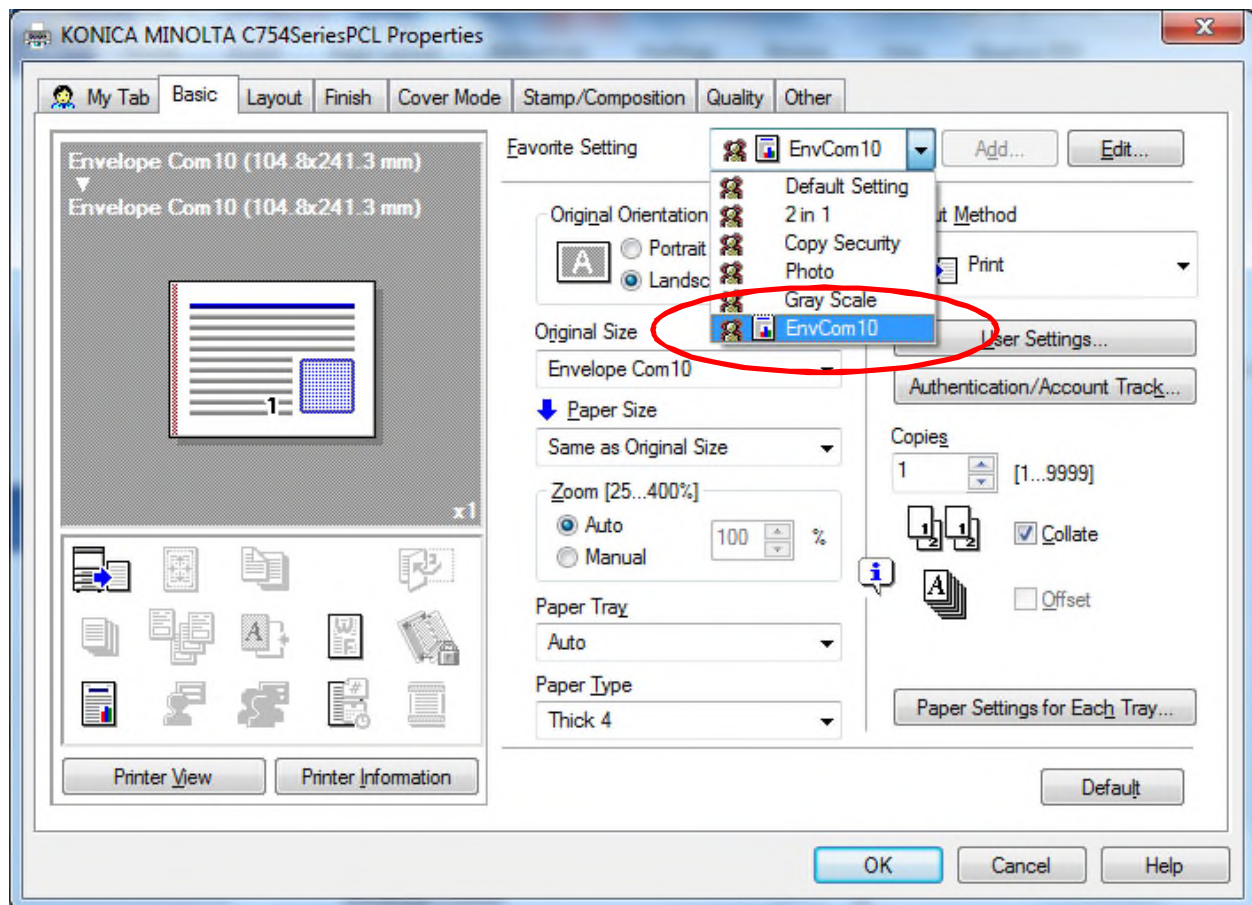 KONICA MINOLTA C754SeriesPCL Properties
My Tab Basic Layout Finish Cover Mode Stamp/Composition Quality Other
Envelope Com10 (104.8x241.3 mm)
Envelope Com10 (104.8x241.3 mm)
1
x1
Printer View Printer Information
Favorite Setting EnvCom10 Add... Edit...
Default Setting
2 in 1
Copy Security
Photo
Gray Scale
EnvCom10
Original Orientation
A
Portrait
Landsc
Original Size
Envelope Com10
Paper Size
Same as Original Size
Zoom [25...400%]
Auto
Manual
100 %
Paper Tray
Auto
Paper Type
Thick 4
ut Method
Print
User Settings...
Authentication/Account Track...
Copies
1 [1...9999]
Collate
Offset
Paper Settings for Each Tray...
Default
OK Cancel Help